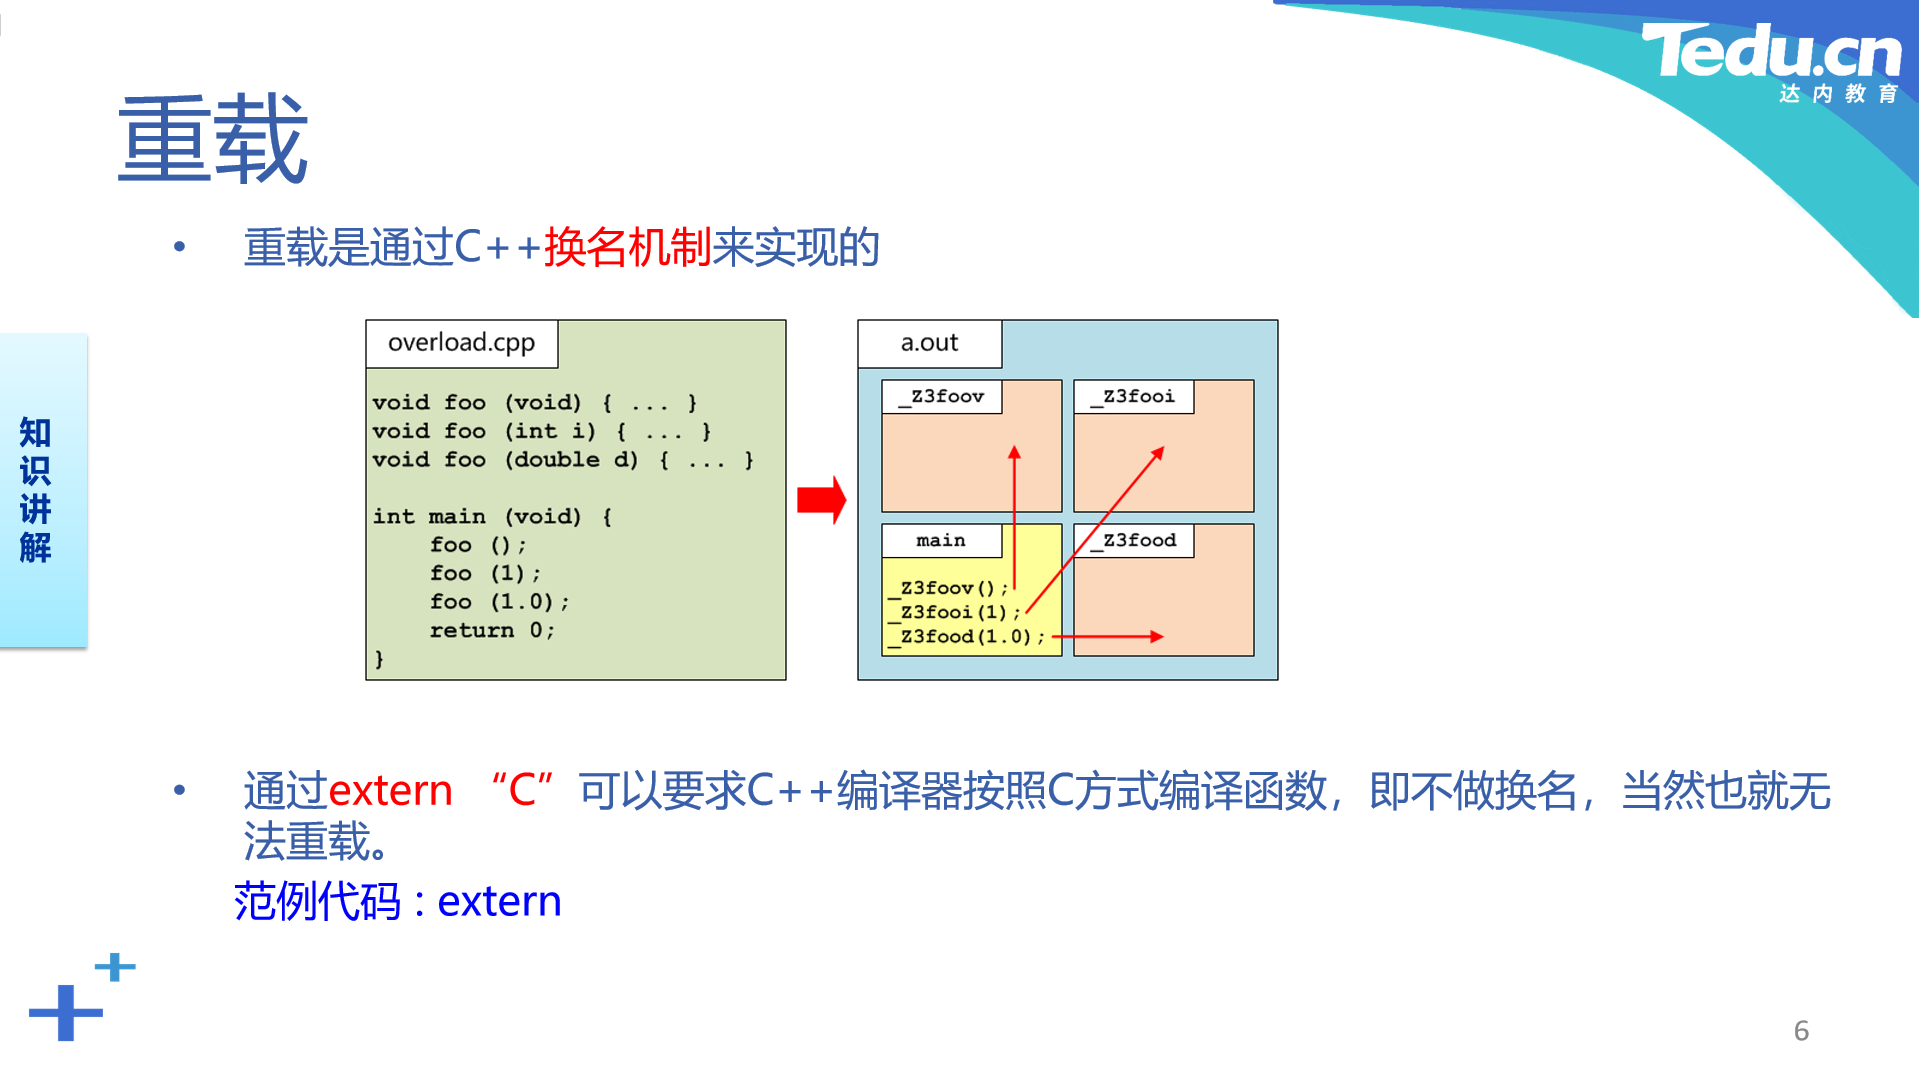 Tedu.cn
达内教育
重载
• 重载是通过C++换名机制来实现的
知
识
讲
解
overload.cpp
void foo (void) { ... }
void foo (int i) { ... }
void foo (double d) { ... }
int main (void) {
    foo ();
    foo (1);
    foo (1.0);
    return 0;
}
a.out
_Z3foov
_Z3fooi
main
_Z3foov();
_Z3fooi(1);
_Z3food(1.0);
_Z3food
• 通过extern “C”可以要求C++编译器按照C方式编译函数，即不做换名，当然也就无
法重载。
范例代码 : extern
6